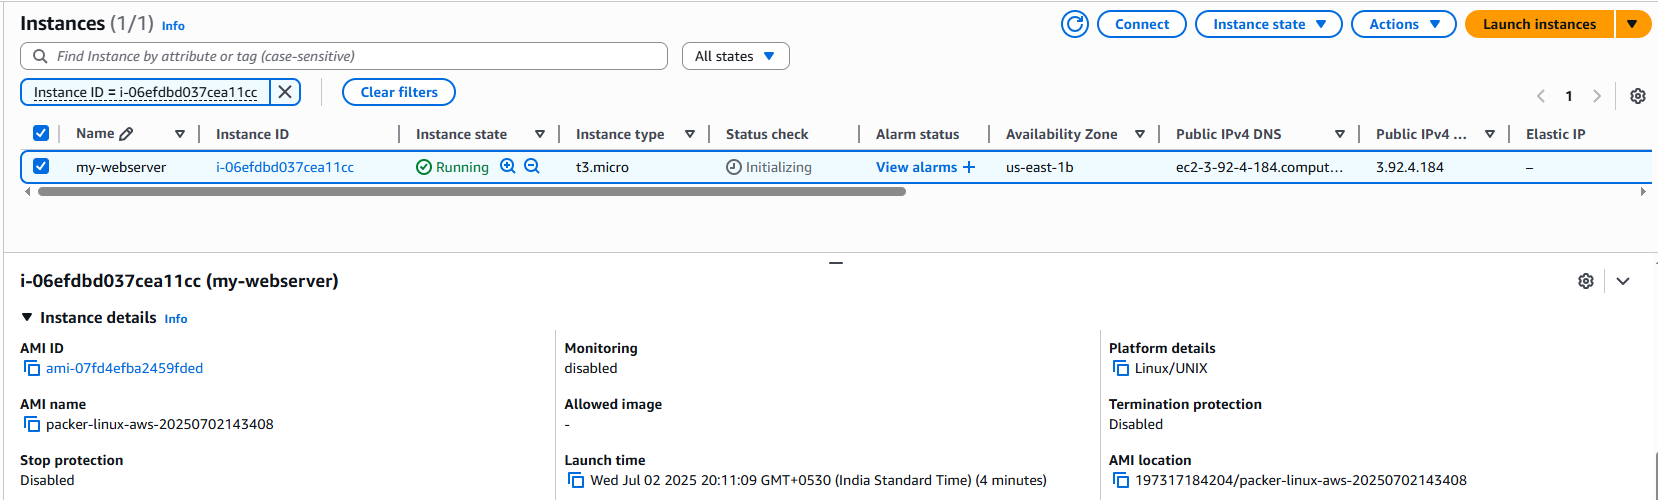 Instances (1/1) Info Connect Instance state Actions Launch instances
Find Instance by attribute or tag (case-sensitive) All states
Instance ID = i-06efdbd037cea11cc Clear filters 1
Name Instance ID Instance state Instance type Status check Alarm status Availability Zone Public IPv4 DNS Public IPv4 ... Elastic IP
my-webserver i-06efdbd037cea11cc Running t3.micro Initializing View alarms + us-east-1b ec2-3-92-4-184.comput... 3.92.4.184 –
i-06efdbd037cea11cc (my-webserver)
Instance details Info
AMI ID Monitoring Platform details
ami-07fd4efba2459fded disabled Linux/UNIX
AMI name Allowed image Termination protection
packer-linux-aws-20250702143408 - Disabled
Stop protection Launch time AMI location
Disabled Wed Jul 02 2025 20:11:09 GMT+0530 (India Standard Time) (4 minutes) 197317184204/packer-linux-aws-20250702143408